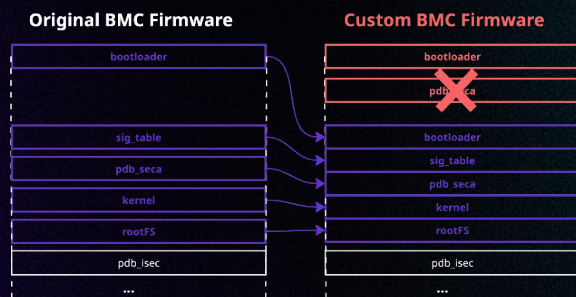 Original BMC Firmware
bootloader
sig_table
pdb_seca
kernel
rootFS
pdb_isec
...
Custom BMC Firmware
bootloader
bootloader
sig_table
pdb_seca
kernel
rootFS
pdb_isec
...